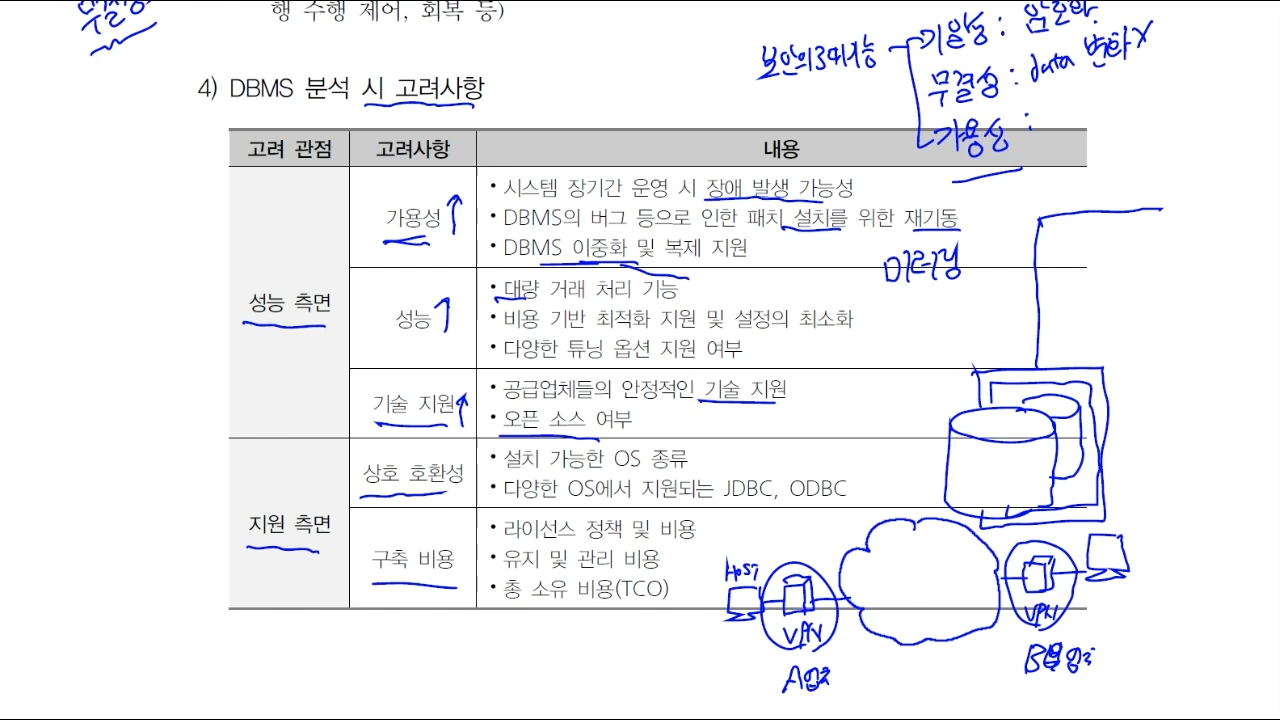 무결성
행 수행 제어, 회복 등)
보안의 3대 기능
기밀성 : 암호화.
무결성 : data 변화 X
가용성 :
4) DBMS 분석 시 고려사항
고려 관점 고려사항 내용
성능 측면
가용성
• 시스템 장기간 운영 시 장애 발생 가능성
• DBMS의 버그 등으로 인한 패치 설치를 위한 재기동
• DBMS 이중화 및 복제 지원
미러링
성능
• 대량 거래 처리 기능
• 비용 기반 최적화 지원 및 설정의 최소화
• 다양한 튜닝 옵션 지원 여부
기술 지원
• 공급업체들의 안정적인 기술 지원
• 오픈 소스 여부
지원 측면
상호 호환성
• 설치 가능한 OS 종류
• 다양한 OS에서 지원되는 JDBC, ODBC
구축 비용
• 라이선스 정책 및 비용
• 유지 및 관리 비용
• 총 소유 비용(TCO)
Host
VPN
VPN
A업체